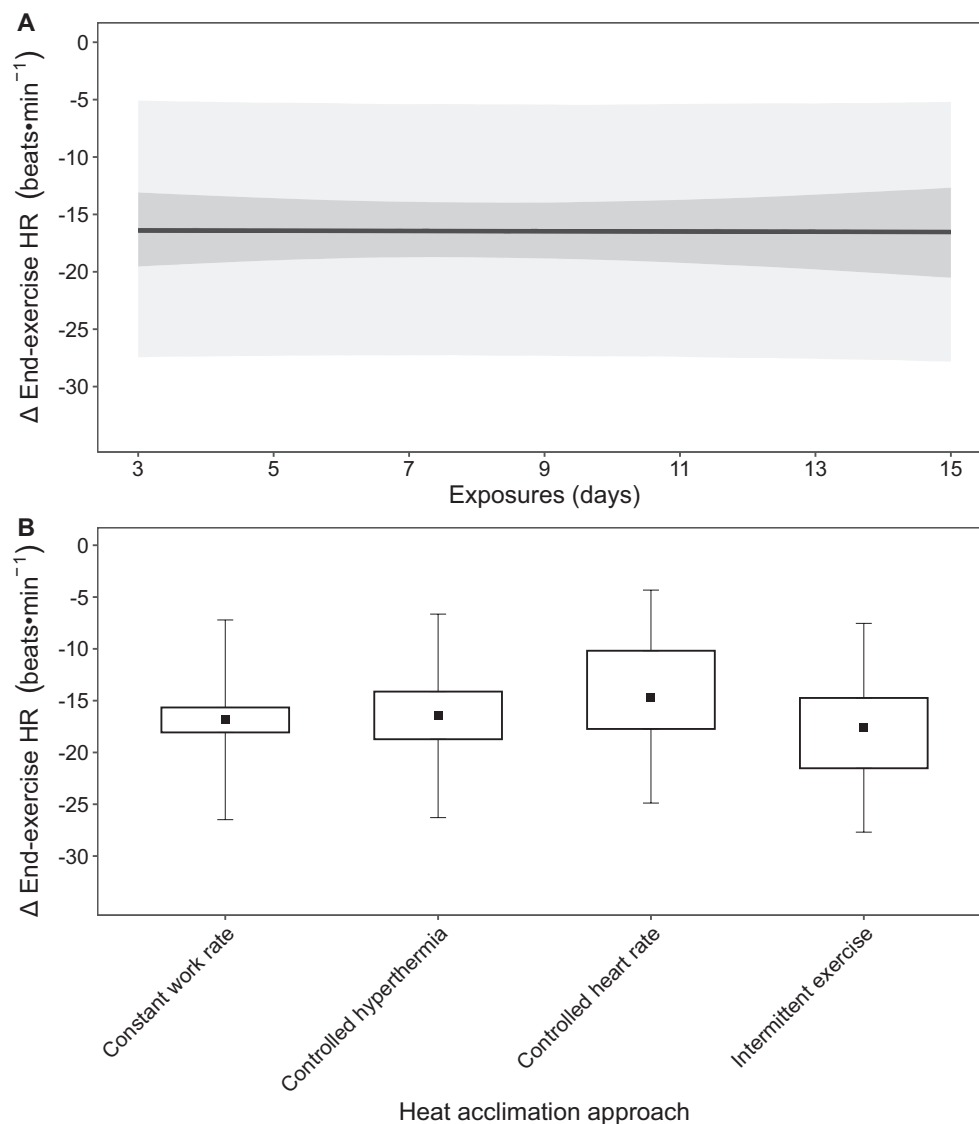 A
Δ End-exercise HR (beats•min⁻¹)
0
-5
-10
-15
-20
-25
-30
3 5 7 9 11 13 15
Exposures (days)
B
Δ End-exercise HR (beats•min⁻¹)
0
-5
-10
-15
-20
-25
-30
Constant work rate
Controlled hyperthermia
Controlled heart rate
Intermittent exercise
Heat acclimation approach